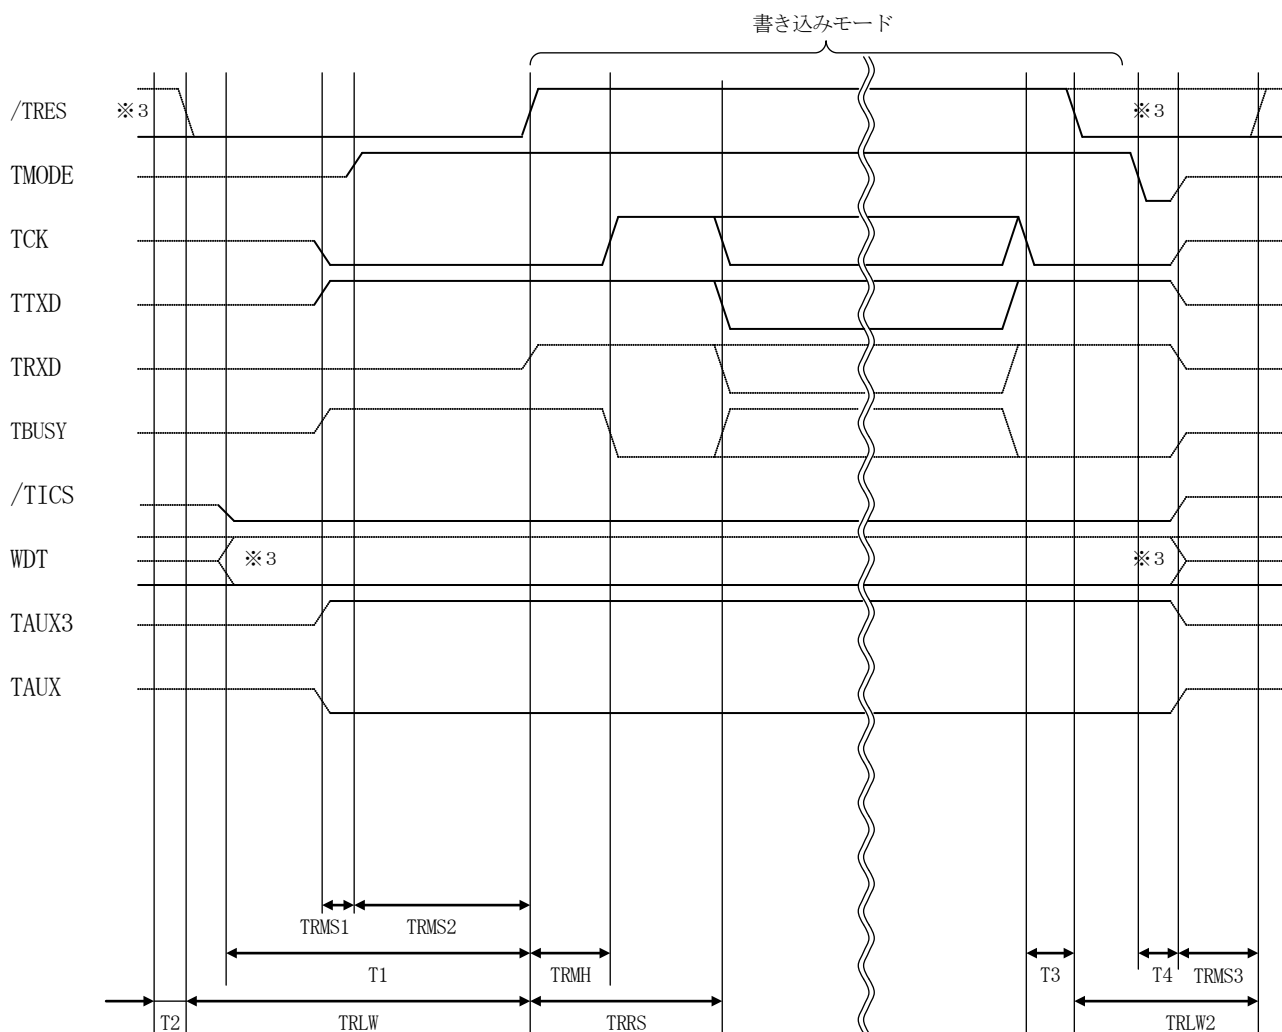 書き込みモード
/TRES ※3 ※3
TMODE
TCK
TTXD
TRXD
TBUSY
/TICS
WDT ※3 ※3
TAUX3
TAUX
TRMS1 TRMS2
T1 TRMH T3 T4 TRMS3
T2 TRLW TRRS TRLW2